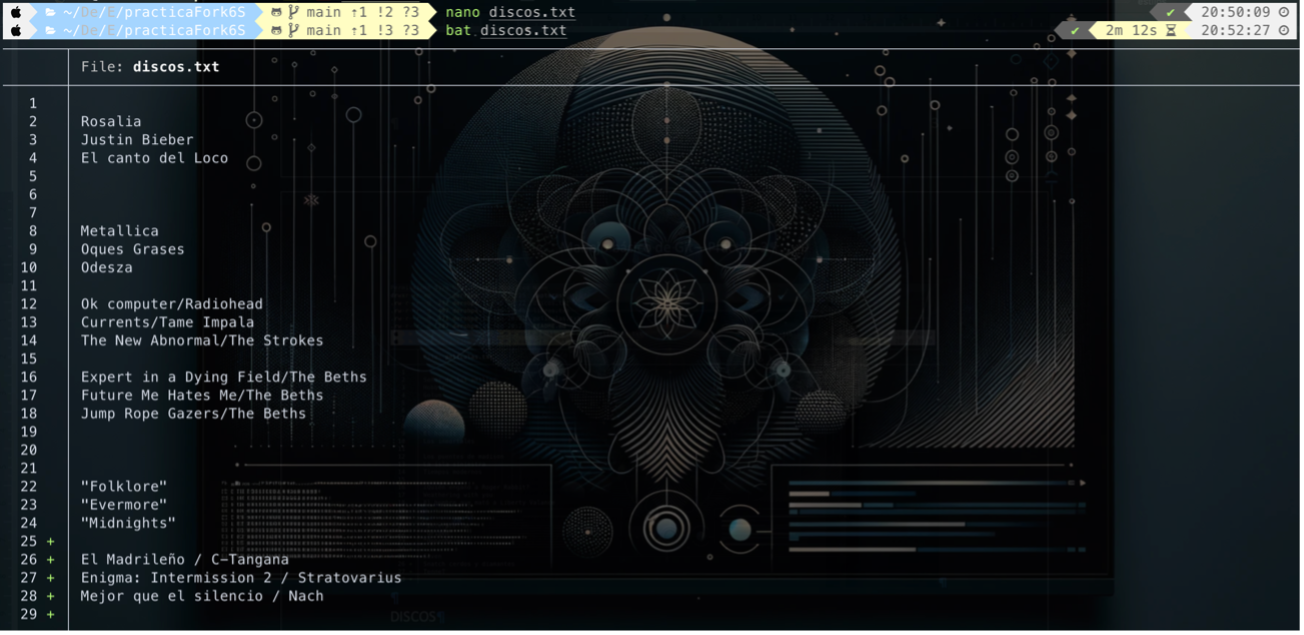 ~/De/E/practicaFork6S main ↑1 !2 ?3 nano discos.txt ✔ 20:50:09
~/De/E/practicaFork6S main ↑1 !3 ?3 bat discos.txt ✔ 2m 12s 20:52:27
File: discos.txt
1
2 Rosalia
3 Justin Bieber
4 El canto del Loco
5
6
7
8 Metallica
9 Oques Grases
10 Odesza
11
12 Ok computer/Radiohead
13 Currents/Tame Impala
14 The New Abnormal/The Strokes
15
16 Expert in a Dying Field/The Beths
17 Future Me Hates Me/The Beths
18 Jump Rope Gazers/The Beths
19
20
21
22 "Folklore"
23 "Evermore"
24 "Midnights"
25 +
26 + El Madrileño / C-Tangana
27 + Enigma: Intermission 2 / Stratovarius
28 + Mejor que el silencio / Nach
29 +
DISCOS